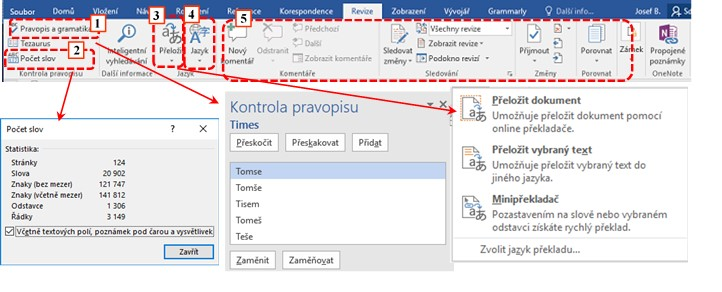 Soubor Domů Vložení Reference Korespondence Revize Zobrazení Vývojář Grammarly Další info... Josef B.
1 3 4 5
Pravopis a gramatika
Tezaurus
2
Počet slov
Kontrola pravopisu
Inteligentní vyhledávání
Další informace
Přeložit
Jazyk
Jazyk
Nový komentář
Odstranit
Předchozí
Další
Zobrazit komentáře
Komentáře
Sledovat změny
Všechny revize
Zobrazit revize
Podokno revizí
Sledování
Přijmout
Změny
Porovnat
Porovnat
Zámek
Propojené poznámky
OneNote
Počet slov ? ×
Statistika:
Stránky 124
Slova 20 902
Znaky (bez mezer) 121 747
Znaky (včetně mezer) 141 812
Odstavce 1 306
Řádky 3 149
Včetně textových polí, poznámek pod čarou a vysvětlivek
Zavřít
Kontrola pravopisu
Times
Přeskočit Přeskakovat Přidat
Tomse
Tomše
Tisem
Tomeš
Teše
Zaměnit Zaměňovat
Přeložit dokument
Umožňuje přeložit dokument pomocí
online překladače.
Přeložit vybraný text
Umožňuje přeložit vybraný text do
jiného jazyka.
Minipřekladač
Pozastavením na slově nebo vybraném
odstavci získáte rychlý překlad.
Zvolit jazyk překladu...